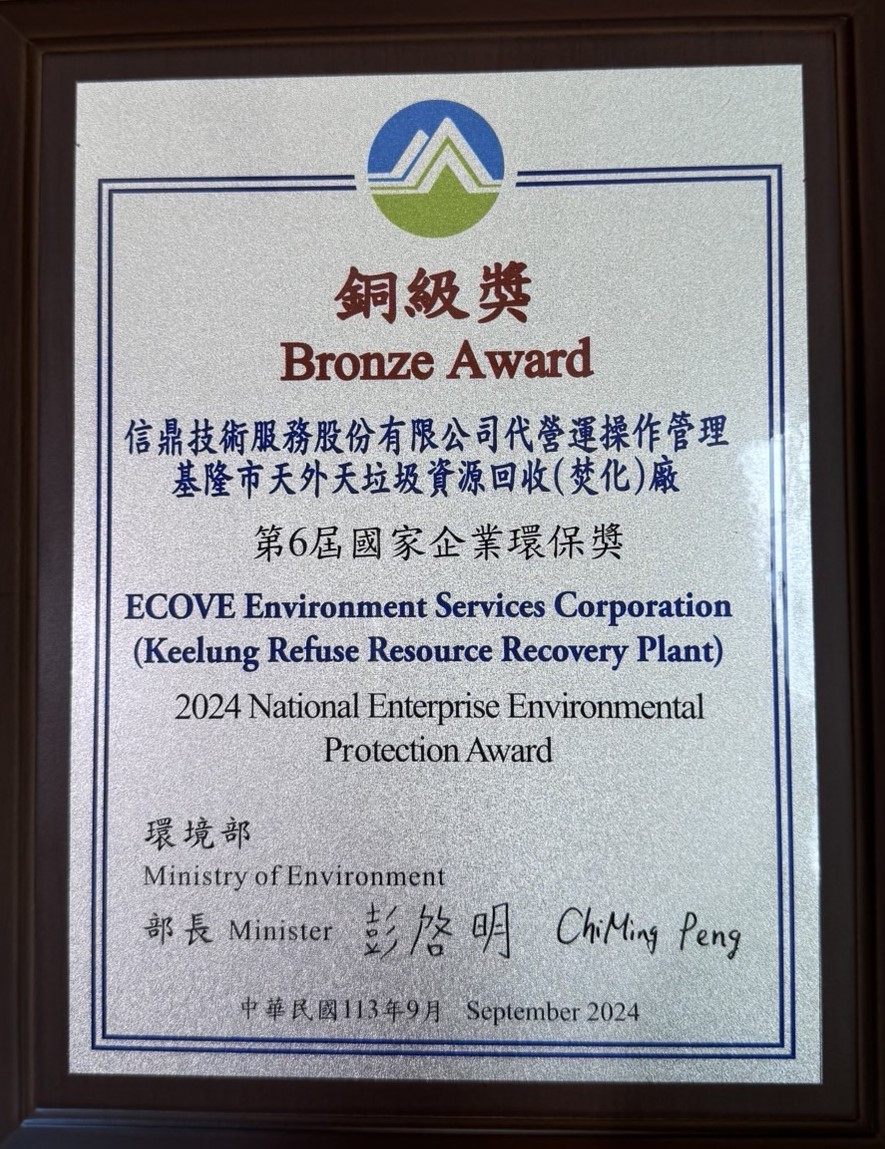 銅級獎
Bronze Award
信鼎技術服務股份有限公司代營運操作管理
基隆市天外天垃圾資源回收(焚化)廠
第6屆國家企業環保獎
ECOVE Environment Services Corporation
(Keelung Refuse Resource Recovery Plant)
2024 National Enterprise Environmental
Protection Award
環境部
Ministry of Environment
部長 Minister 彭啓明 ChiMing Peng
中華民國113年9月 September 2024